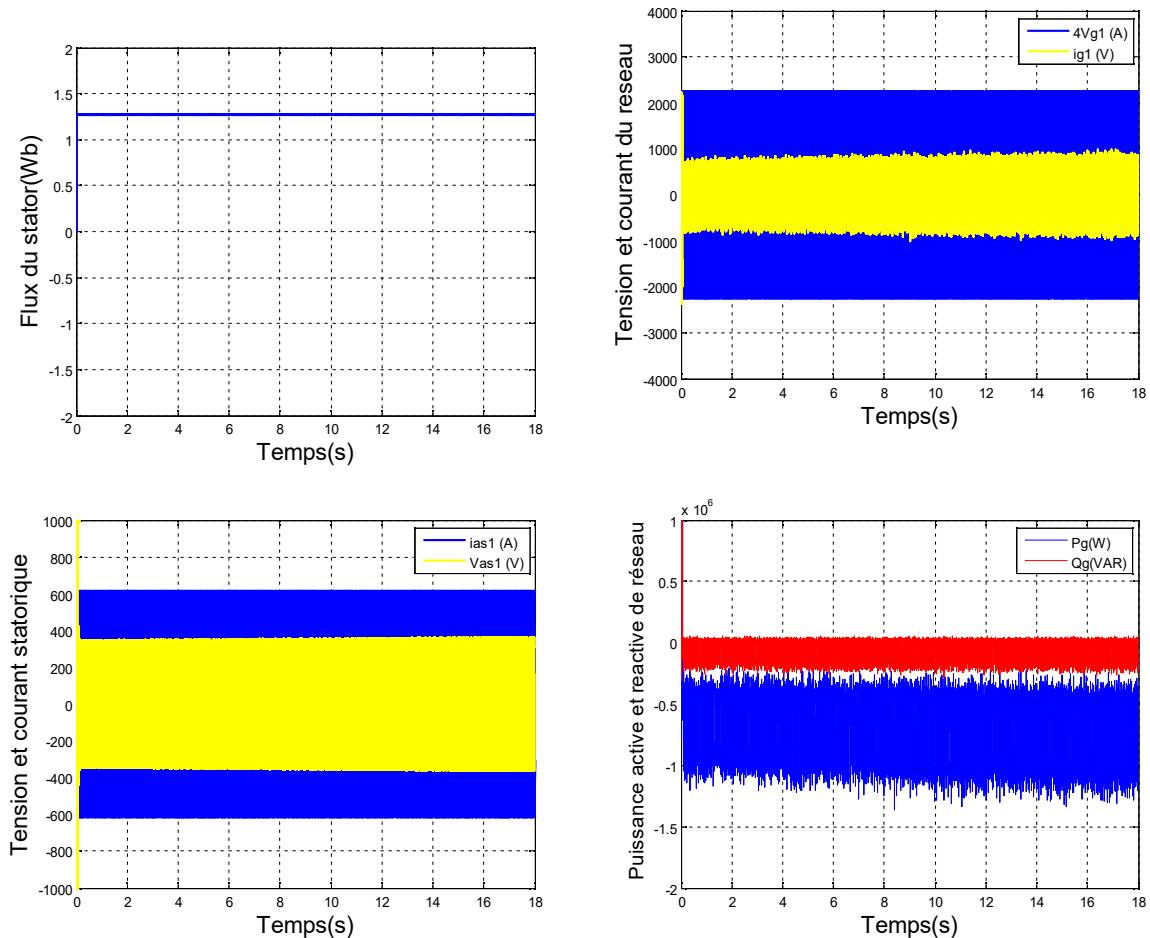 2
1.5
1
0.5
0
-0.5
-1
-1.5
-2
0 2 4 6 8 10 12 14 16 18
Flux du stator(Wb)
Temps(s)
4000
3000
2000
1000
0
-1000
-2000
-3000
-4000
0 2 4 6 8 10 12 14 16 18
Tension et courant du reseau
Temps(s)
4Vg1 (A)
ig1 (V)
1000
800
600
400
200
0
-200
-400
-600
-800
-1000
0 2 4 6 8 10 12 14 16 18
Tension et courant statorique
Temps(s)
ias1 (A)
Vas1 (V)
x 10^6
1
0.5
0
-0.5
-1
-1.5
-2
0 2 4 6 8 10 12 14 16 18
Puissance active et reactive de réseau
Temps(s)
Pg(W)
Qg(VAR)